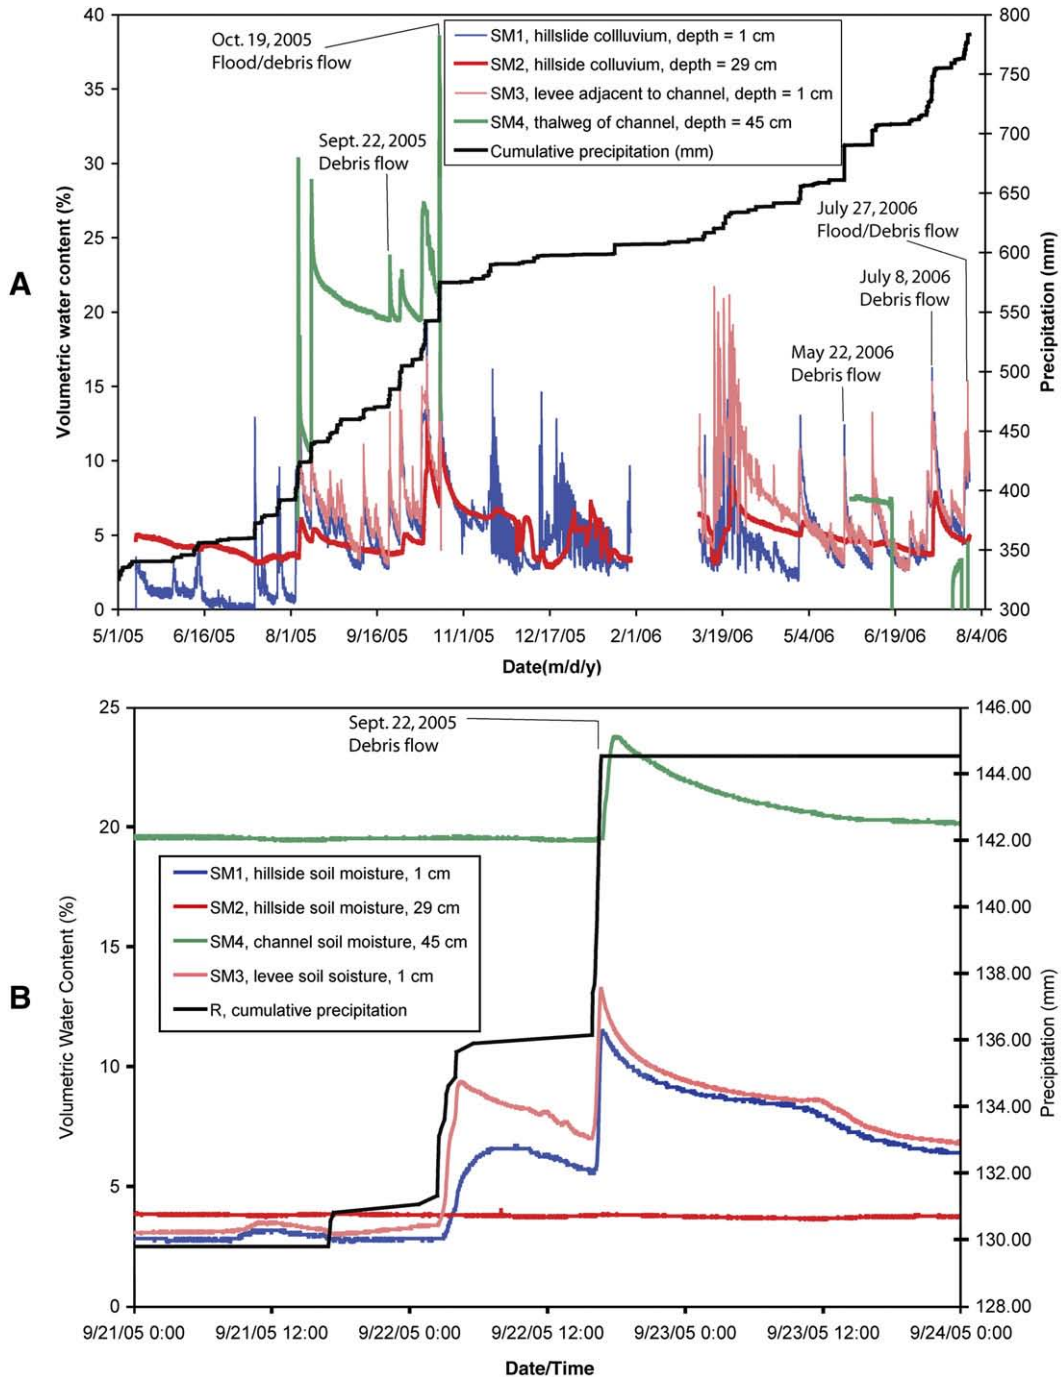 A
40
35
30
25
20
15
10
5
0
Volumetric water content (%)
800
750
700
650
600
550
500
450
400
350
300
Precipitation (mm)
Oct. 19, 2005
Flood/debris flow
Sept. 22, 2005
Debris flow
SM1, hillslide collluvium, depth = 1 cm
SM2, hillside colluvium, depth = 29 cm
SM3, levee adjacent to channel, depth = 1 cm
SM4, thalweg of channel, depth = 45 cm
Cumulative precipitation (mm)
July 27, 2006
Flood/Debris flow
July 8, 2006
Debris flow
May 22, 2006
Debris flow
5/1/05 6/16/05 8/1/05 9/16/05 11/1/05 12/17/05 2/1/06 3/19/06 5/4/06 6/19/06 8/4/06
Date(m/d/y)
B
25
20
15
10
5
0
Volumetric Water Content (%)
146.00
144.00
142.00
140.00
138.00
136.00
134.00
132.00
130.00
128.00
Precipitation (mm)
Sept. 22, 2005
Debris flow
SM1, hillside soil moisture, 1 cm
SM2, hillside soil moisture, 29 cm
SM4, channel soil moisture, 45 cm
SM3, levee soil soisture, 1 cm
R, cumulative precipitation
9/21/05 0:00 9/21/05 12:00 9/22/05 0:00 9/22/05 12:00 9/23/05 0:00 9/23/05 12:00 9/24/05 0:00
Date/Time